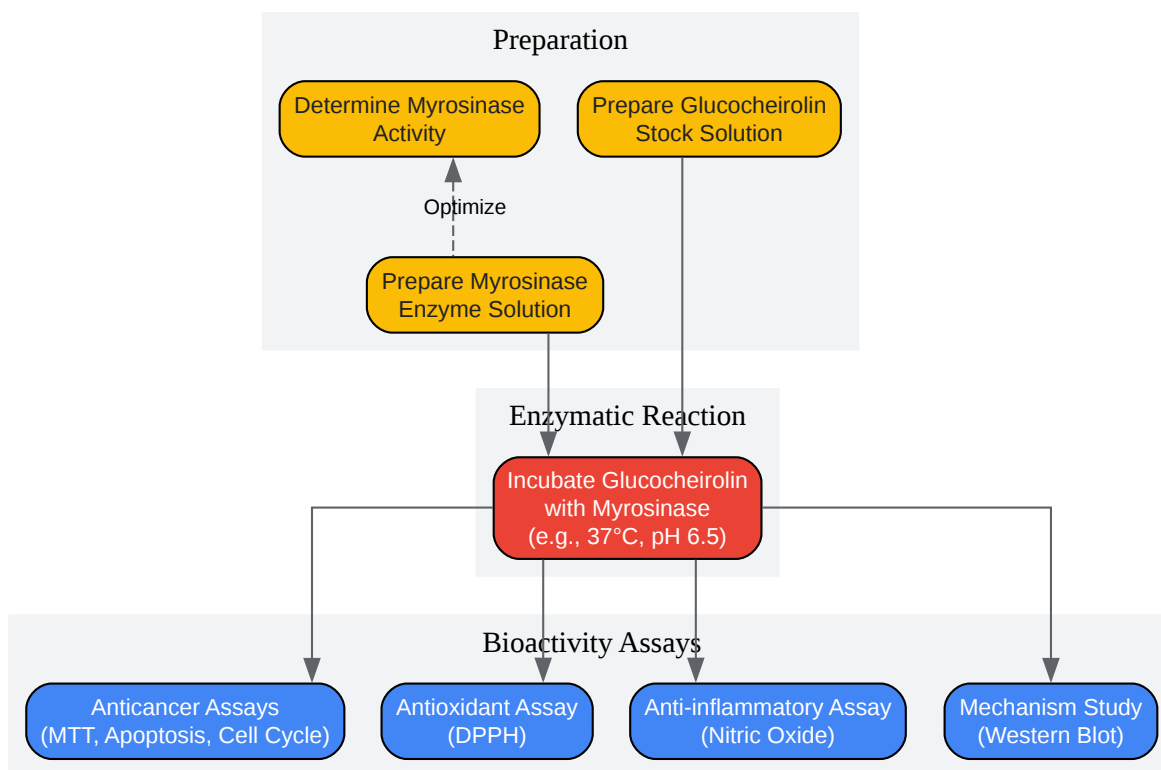 Preparation
Determine Myrosinase
Activity
Prepare Glucocheirolin
Stock Solution
Optimize
Prepare Myrosinase
Enzyme Solution
Enzymatic Reaction
Incubate Glucocheirolin
with Myrosinase
(e.g., 37°C, pH 6.5)
Bioactivity Assays
Anticancer Assays
(MTT, Apoptosis, Cell Cycle)
Antioxidant Assay
(DPPH)
Anti-inflammatory Assay
(Nitric Oxide)
Mechanism Study
(Western Blot)